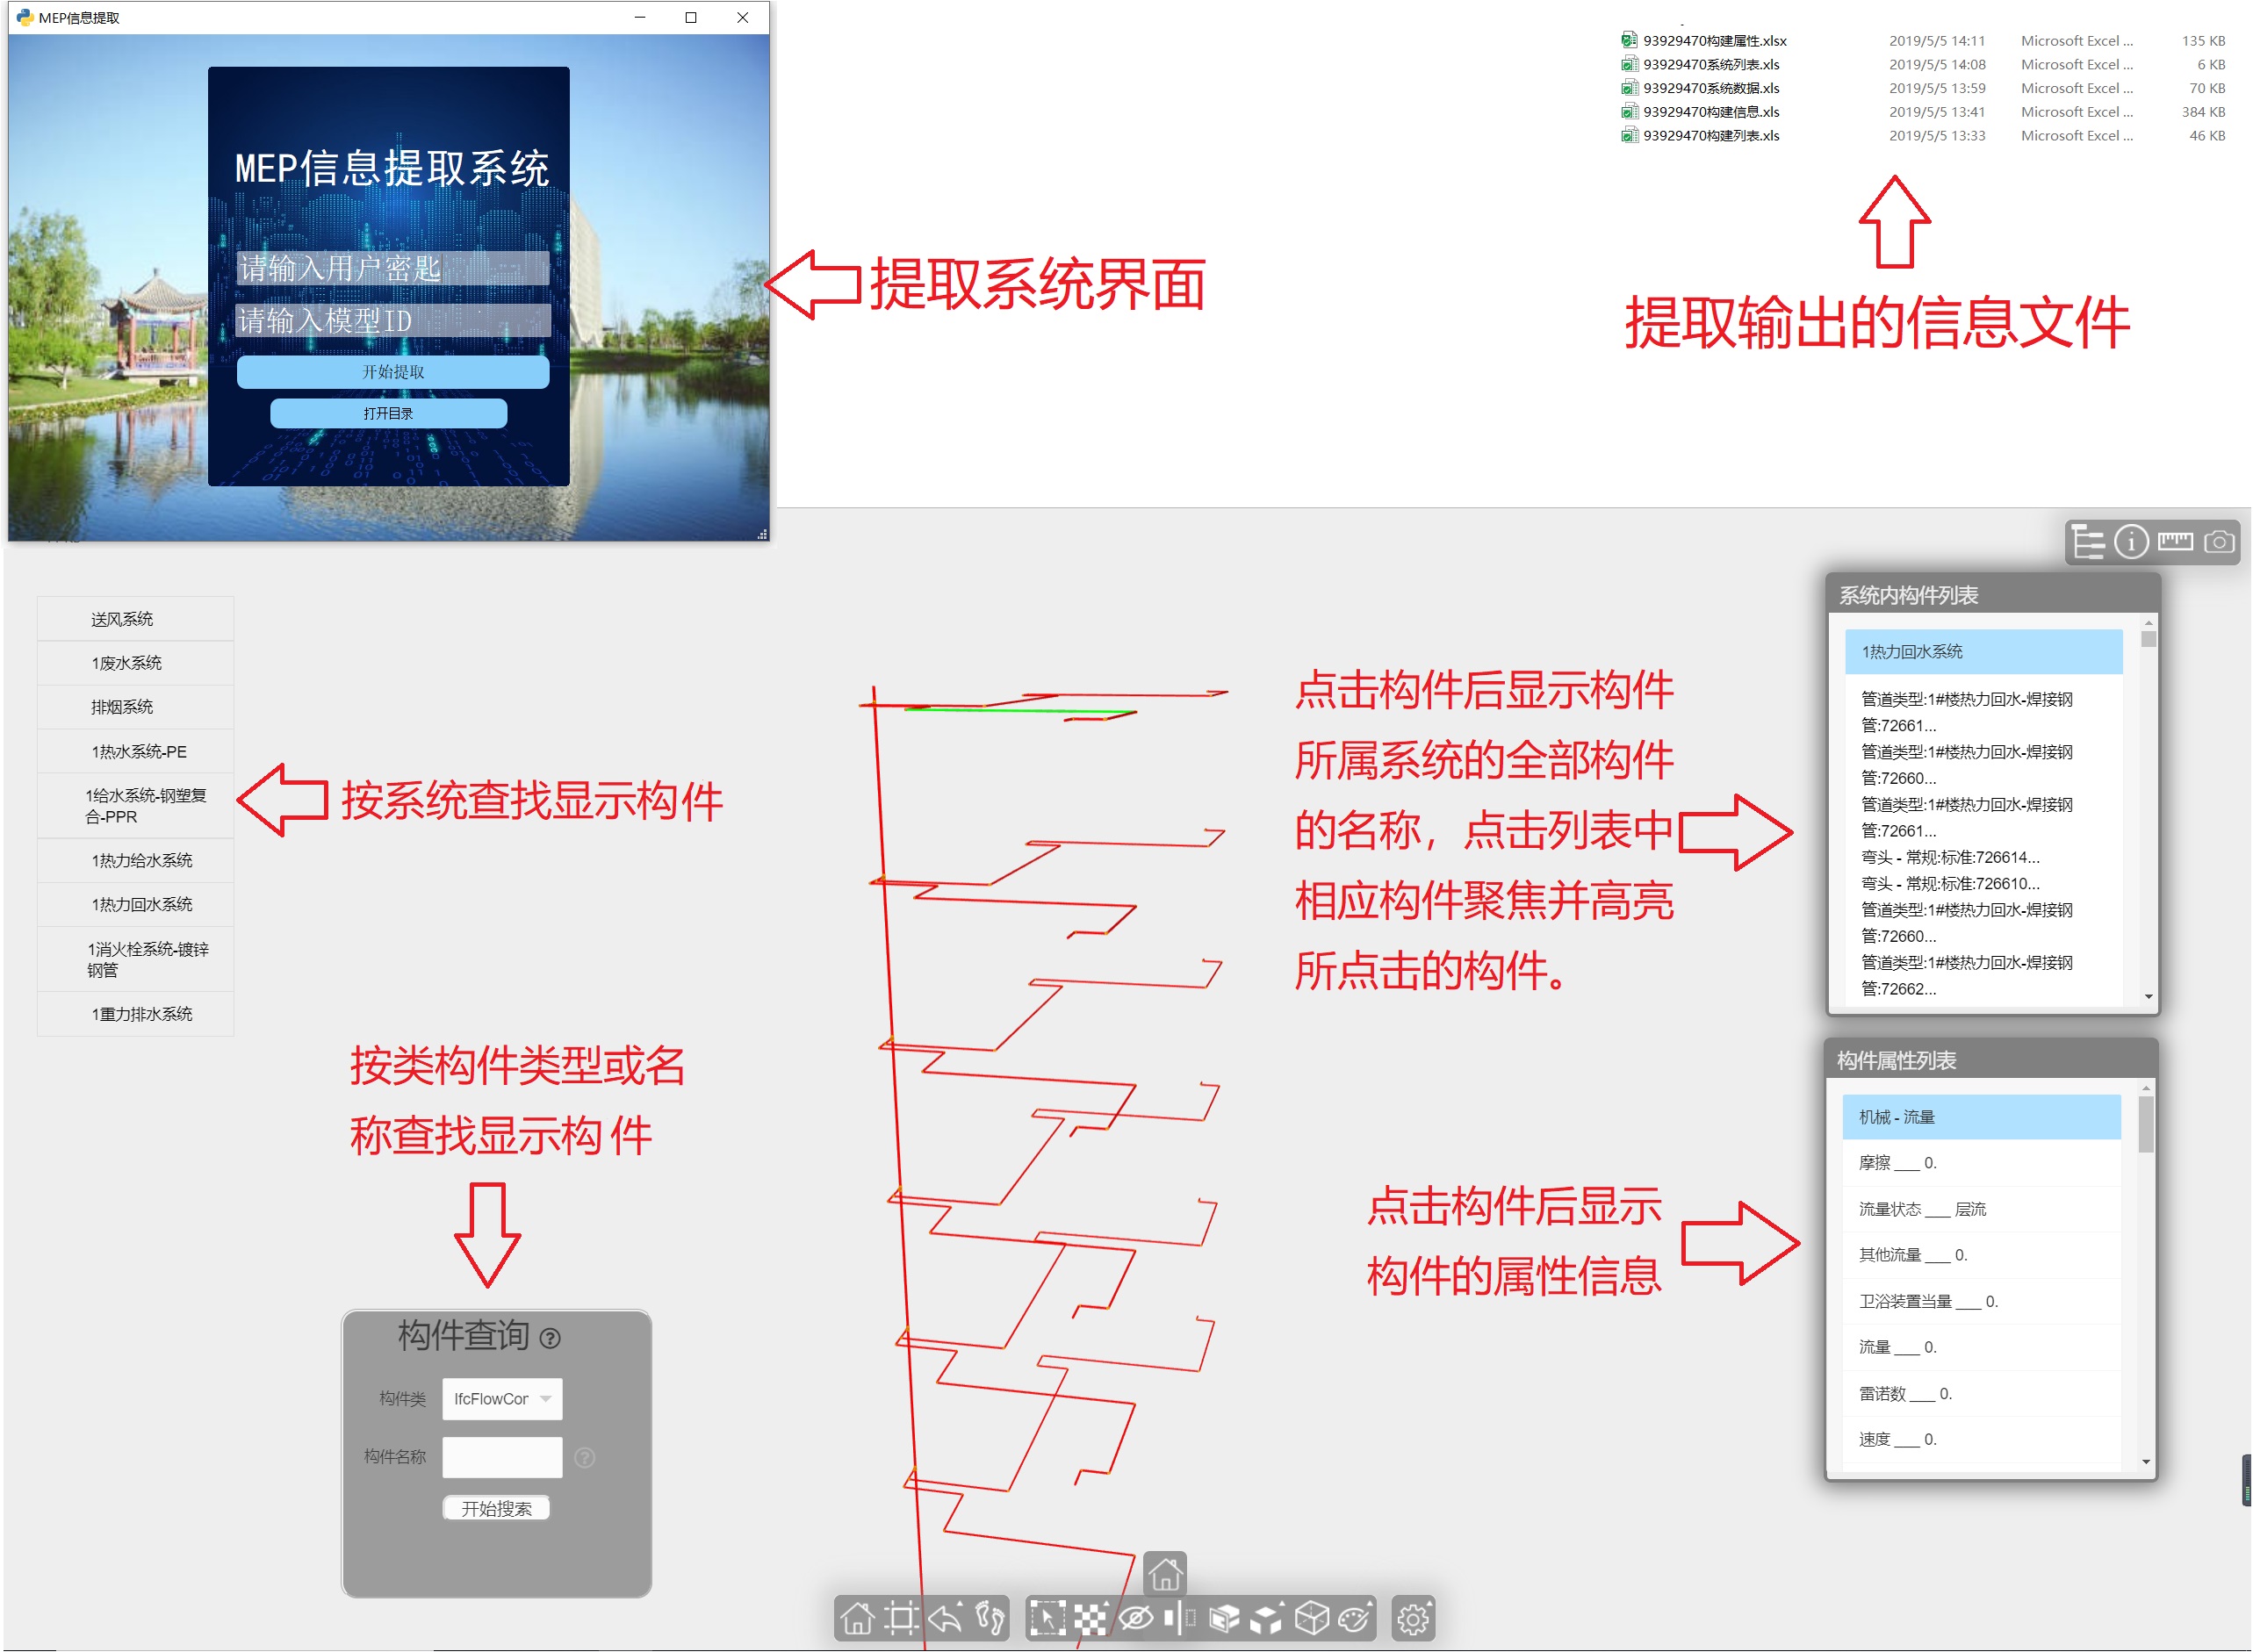 MEP信息提取
MEP信息提取系统
请输入用户密匙
请输入模型ID
开始提取
打开目录
提取系统界面
93929470构建属性.xlsx 2019/5/5 14:11 Microsoft Excel ... 135 KB
93929470系统列表.xls 2019/5/5 14:08 Microsoft Excel ... 6 KB
93929470系统数据.xls 2019/5/5 13:59 Microsoft Excel ... 70 KB
93929470构建信息.xls 2019/5/5 13:41 Microsoft Excel ... 384 KB
93929470构建列表.xls 2019/5/5 13:33 Microsoft Excel ... 46 KB
提取输出的信息文件
送风系统
1废水系统
排烟系统
1热水系统-PE
1给水系统-钢塑复
合-PPR
1热力给水系统
1热力回水系统
1消火栓系统-镀锌
钢管
1重力排水系统
按系统查找显示构件
按类构件类型或名
称查找显示构件
构件查询
构件类 IfcFlowCor
构件名称
开始搜索
点击构件后显示构件
所属系统的全部构件
的名称，点击列表中
相应构件聚焦并高亮
所点击的构件。
系统内构件列表
1热力回水系统
管道类型:1#楼热力回水-焊接钢
管:72661...
管道类型:1#楼热力回水-焊接钢
管:72660...
管道类型:1#楼热力回水-焊接钢
管:72661...
弯头 - 常规:标准:726614...
弯头 - 常规:标准:726610...
管道类型:1#楼热力回水-焊接钢
管:72660...
管道类型:1#楼热力回水-焊接钢
管:72662...
点击构件后显示
构件的属性信息
构件属性列表
机械 - 流量
摩擦 ___ 0.
流量状态 ___ 层流
其他流量 ___ 0.
卫浴装置当量 ___ 0.
流量 ___ 0.
雷诺数 ___ 0.
速度 ___ 0.